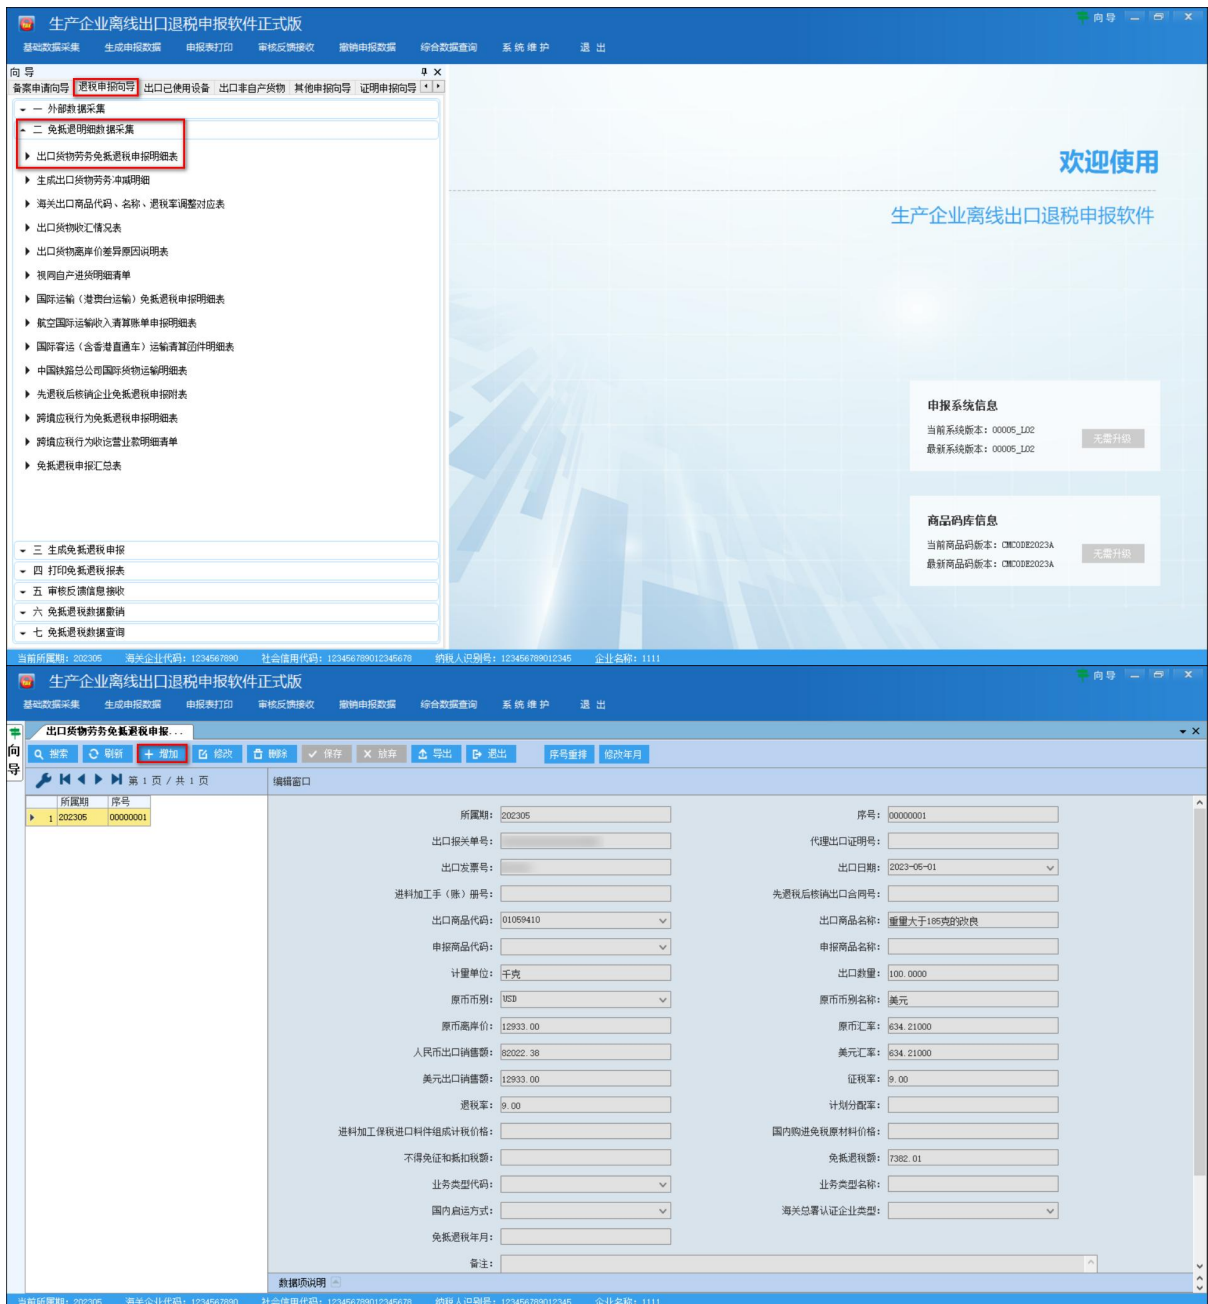 生产企业离线出口退税申报软件正式版
向导
基础数据采集 生成申报数据 申报表打印 审核反馈接收 撤销申报数据 综合数据查询 系统维护 退出
向导
备案申请向导 退税申报向导 出口已使用设备 出口非自产货物 其他申报向导 证明申报向导
一 外部数据采集
二 免抵退明细数据采集
出口货物劳务免抵退税申报明细表
生成出口货物劳务冲减明细
海关出口商品代码、名称、退税率调整对应表
出口货物收汇情况表
出口货物离岸价差异原因说明表
视同自产进货明细清单
国际运输(港澳台运输)免抵退税申报明细表
航空国际运输收入清算账单申报明细表
国际客运(含香港直通车)运输清算函件明细表
中国铁路总公司国际货物运输明细表
先退税后核销企业免抵退税申报附表
跨境应税行为免抵退税申报明细表
跨境应税行为收讫营业款明细清单
免抵退税申报汇总表
三 生成免抵退税申报
四 打印免抵退税报表
五 审核反馈信息接收
六 免抵退税数据撤销
七 免抵退税数据查询
欢迎使用
生产企业离线出口退税申报软件
申报系统信息
当前系统版本:00005_L02
最新系统版本:00005_L02
无需升级
商品码库信息
当前商品码版本:CMCODE2023A
最新商品码版本:CMCODE2023A
无需升级
当前所属期:202305 海关企业代码:1234567890 社会信用代码:123456789012345678 纳税人识别号:123456789012345 企业名称:1111
生产企业离线出口退税申报软件正式版
向导
基础数据采集 生成申报数据 申报表打印 审核反馈接收 撤销申报数据 综合数据查询 系统维护 退出
向导
出口货物劳务免抵退税申报...
搜索 刷新 增加 修改 删除 保存 放弃 导出 退出 序号重排 修改年月
第 1 页 / 共 1 页
编辑窗口
所属期 序号
1 202305 00000001
所属期: 202305 序号: 00000001
出口报关单号: 代理出口证明号:
出口发票号: 出口日期: 2023-05-01
进料加工手(账)册号: 先退税后核销出口合同号:
出口商品代码: 01059410 出口商品名称: 重量大于185克的改良
申报商品代码: 申报商品名称:
计量单位: 千克 出口数量: 100.0000
原币币别: USD 原币币别名称: 美元
原币离岸价: 12933.00 原币汇率: 634.21000
人民币出口销售额: 82022.38 美元汇率: 634.21000
美元出口销售额: 12933.00 征税率: 9.00
退税率: 9.00 计划分配率:
进料加工保税进口料件组成计税价格: 国内购进免税原材料价格:
不得免征和抵扣税额: 免抵退税额: 7382.01
业务类型代码: 业务类型名称:
国内启运方式: 海关总署认证企业类型:
免抵退税年月:
备注:
数据项说明
当前所属期:202305 海关企业代码:1234567890 社会信用代码:123456789012345678 纳税人识别号:123456789012345 企业名称:1111